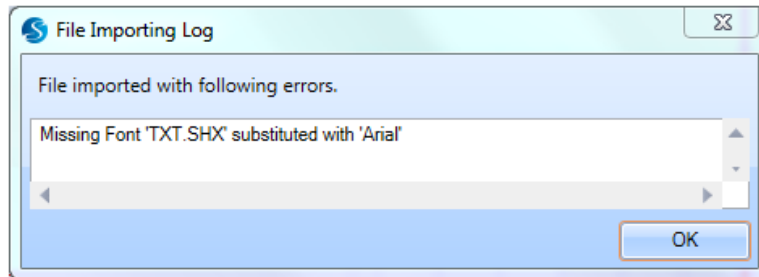 File Importing Log
File imported with following errors.
Missing Font 'TXT.SHX' substituted with 'Arial'
OK